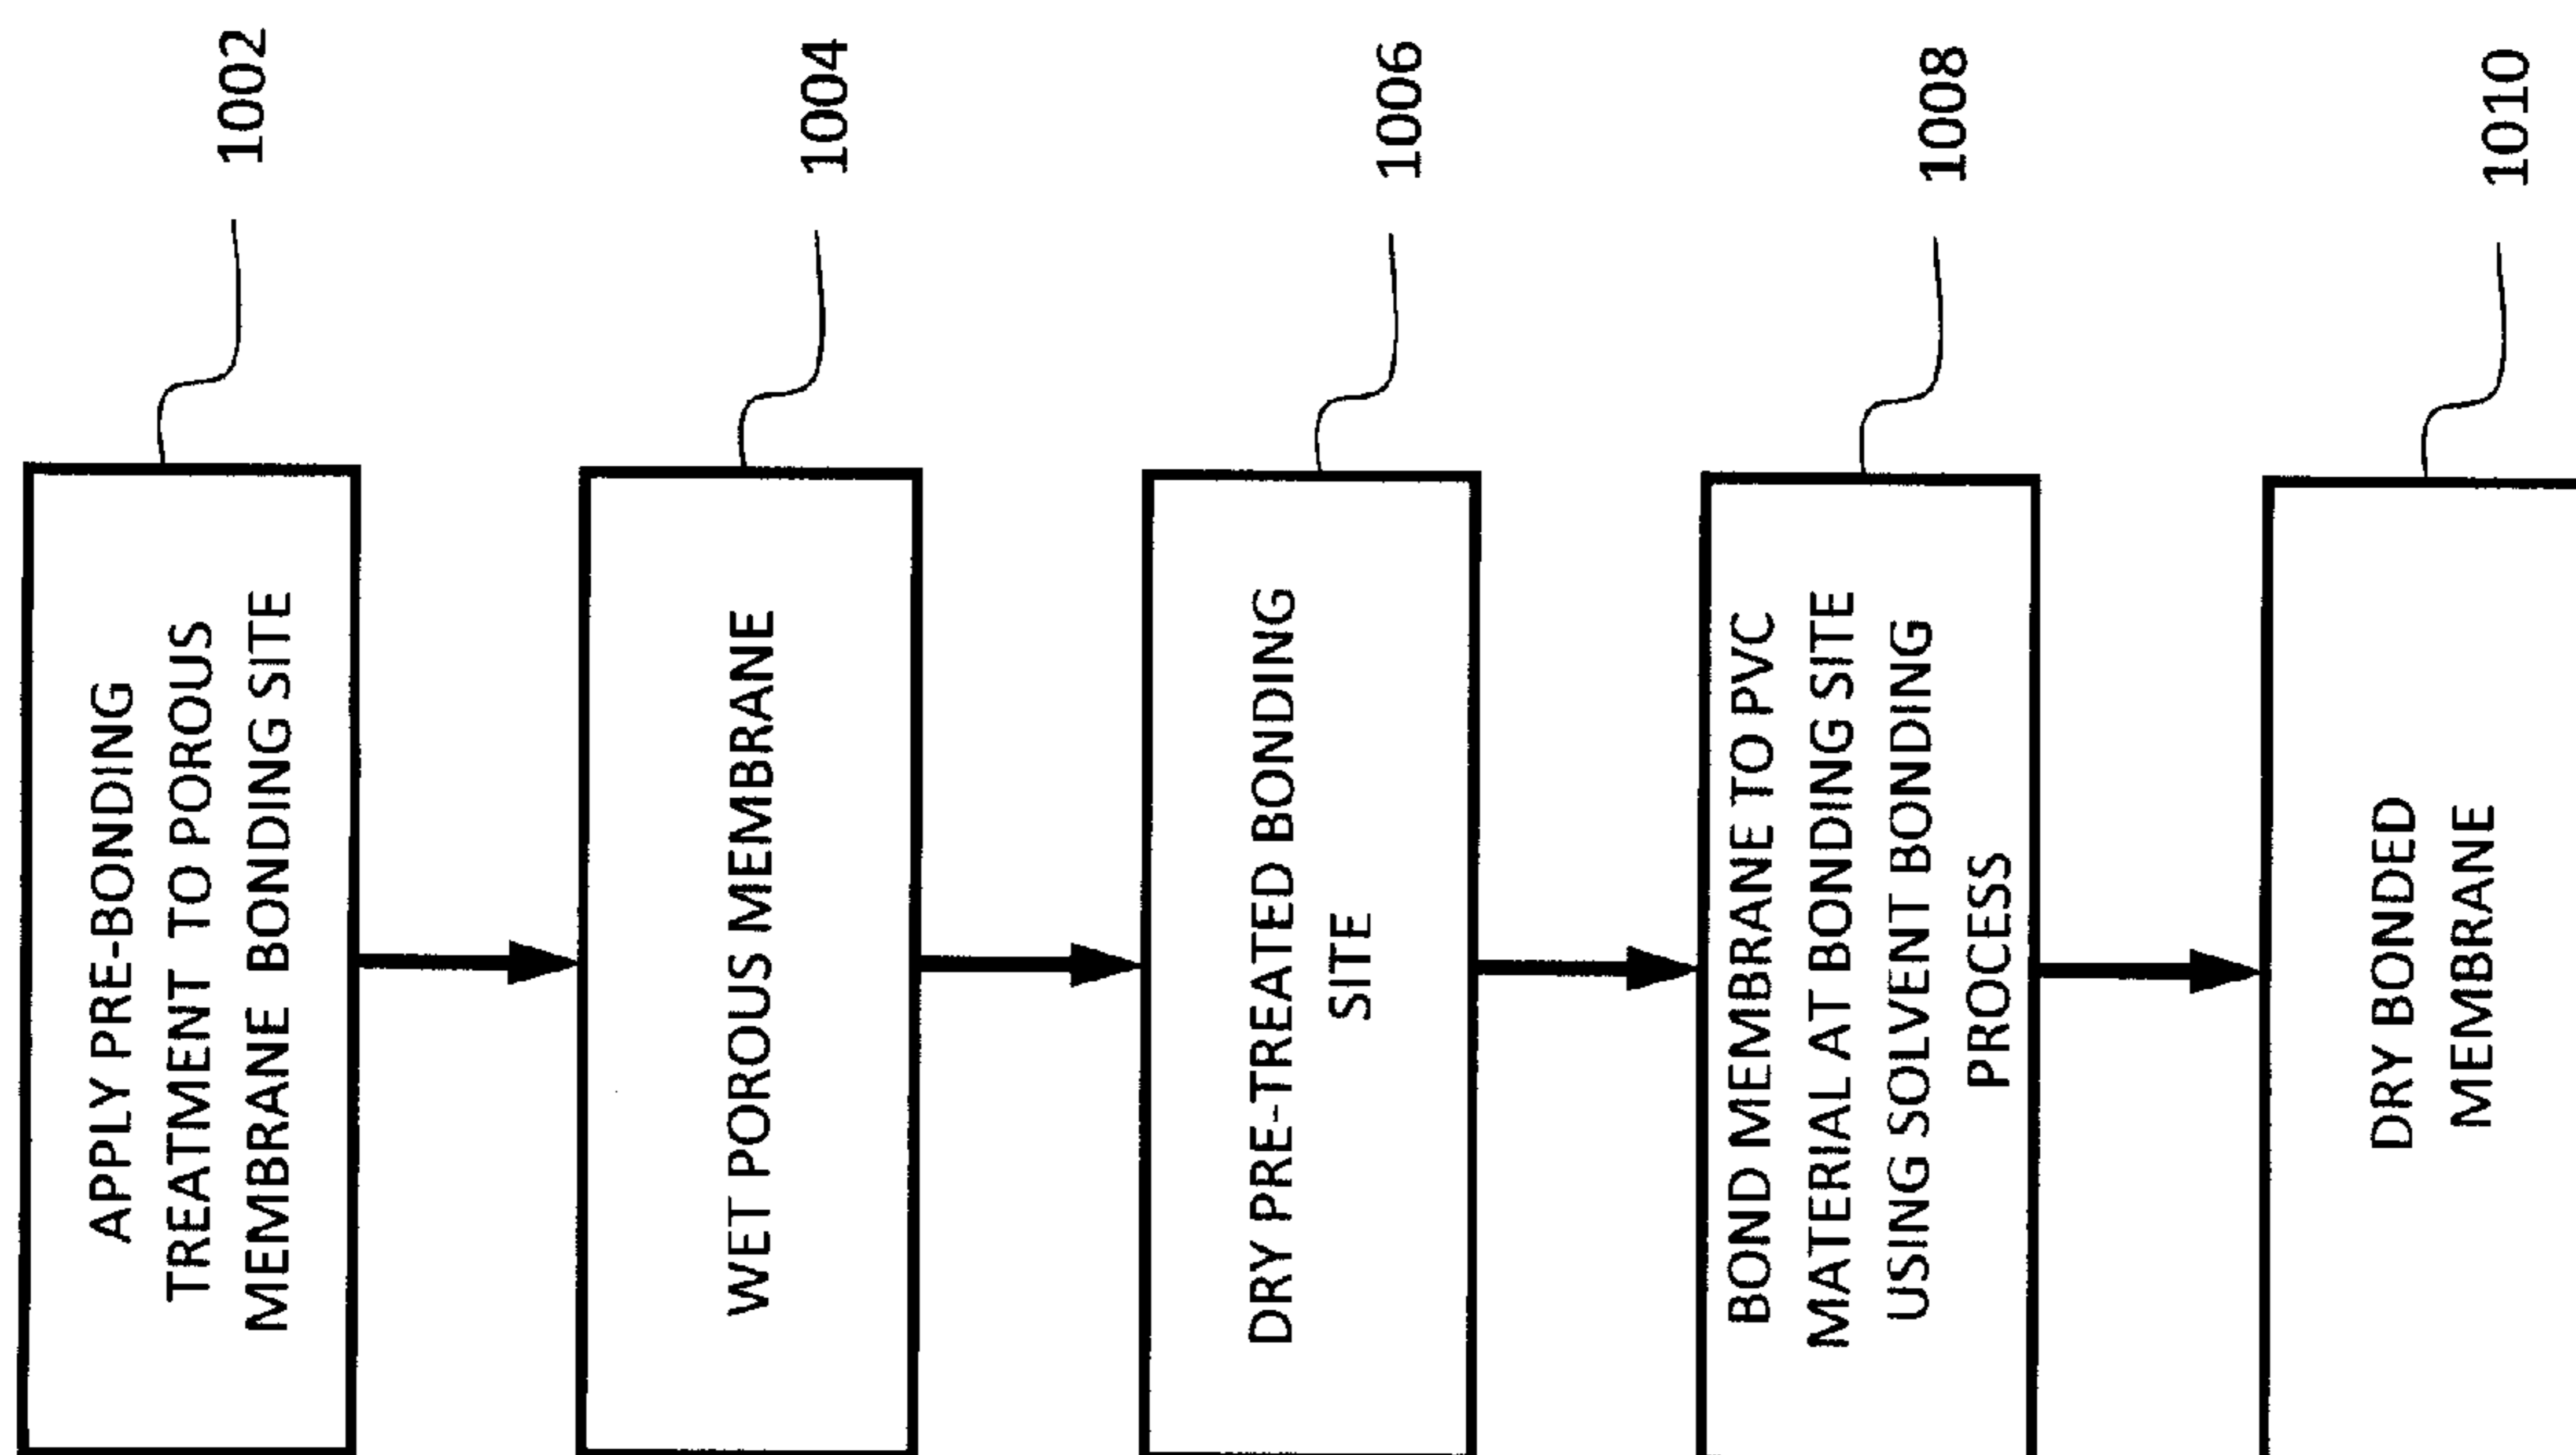 APPLY PRE-BONDING
TREATMENT TO POROUS
MEMBRANE BONDING SITE
1002
WET POROUS MEMBRANE
1004
DRY PRE-TREATED BONDING
SITE
1006
BOND MEMBRANE TO PVC
MATERIAL AT BONDING SITE
USING SOLVENT BONDING
PROCESS
1008
DRY BONDED
MEMBRANE
1010